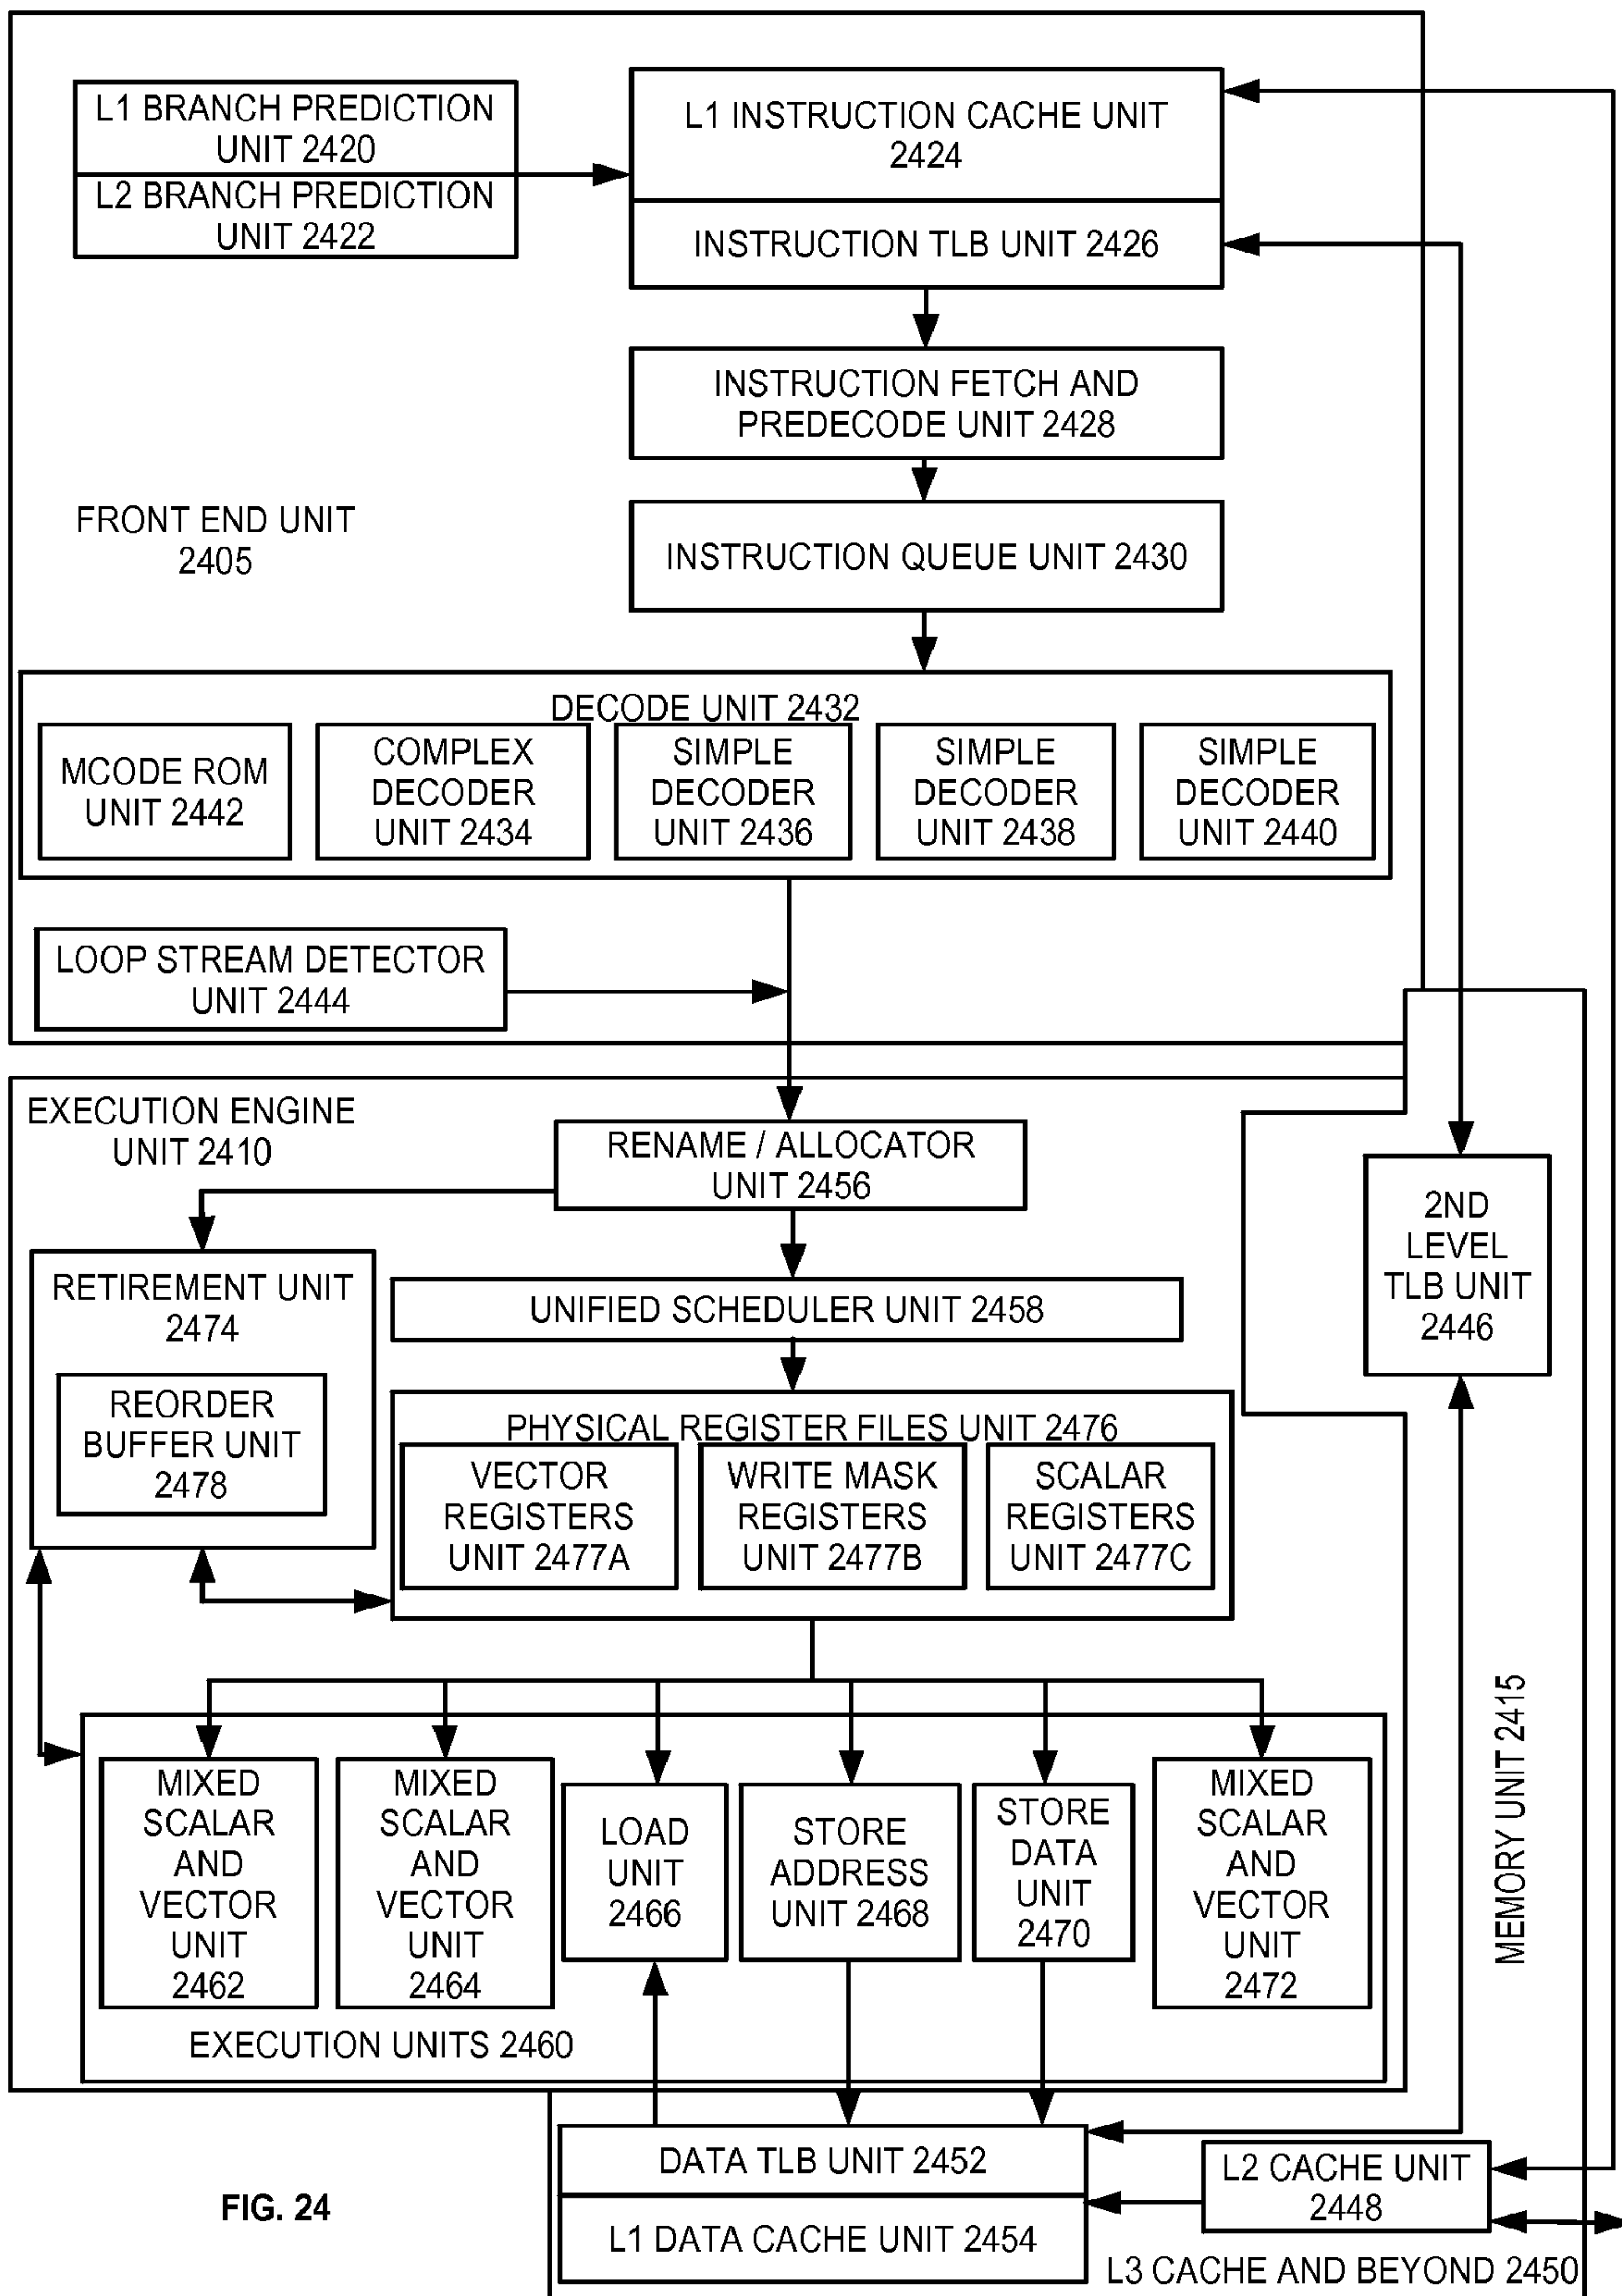 L1 BRANCH PREDICTION
UNIT 2420
L2 BRANCH PREDICTION
UNIT 2422
L1 INSTRUCTION CACHE UNIT
2424
INSTRUCTION TLB UNIT 2426
INSTRUCTION FETCH AND
PREDECODE UNIT 2428
FRONT END UNIT
2405
INSTRUCTION QUEUE UNIT 2430
DECODE UNIT 2432
MCODE ROM
UNIT 2442
COMPLEX
DECODER
UNIT 2434
SIMPLE
DECODER
UNIT 2436
SIMPLE
DECODER
UNIT 2438
SIMPLE
DECODER
UNIT 2440
LOOP STREAM DETECTOR
UNIT 2444
EXECUTION ENGINE
UNIT 2410
RENAME / ALLOCATOR
UNIT 2456
2ND
LEVEL
TLB UNIT
2446
RETIREMENT UNIT
2474
UNIFIED SCHEDULER UNIT 2458
REORDER
BUFFER UNIT
2478
PHYSICAL REGISTER FILES UNIT 2476
VECTOR
REGISTERS
UNIT 2477A
WRITE MASK
REGISTERS
UNIT 2477B
SCALAR
REGISTERS
UNIT 2477C
MEMORY UNIT 2415
MIXED
SCALAR
AND
VECTOR
UNIT
2462
MIXED
SCALAR
AND
VECTOR
UNIT
2464
LOAD
UNIT
2466
STORE
ADDRESS
UNIT 2468
STORE
DATA
UNIT
2470
MIXED
SCALAR
AND
VECTOR
UNIT
2472
EXECUTION UNITS 2460
DATA TLB UNIT 2452
L1 DATA CACHE UNIT 2454
L2 CACHE UNIT
2448
L3 CACHE AND BEYOND 2450
FIG. 24